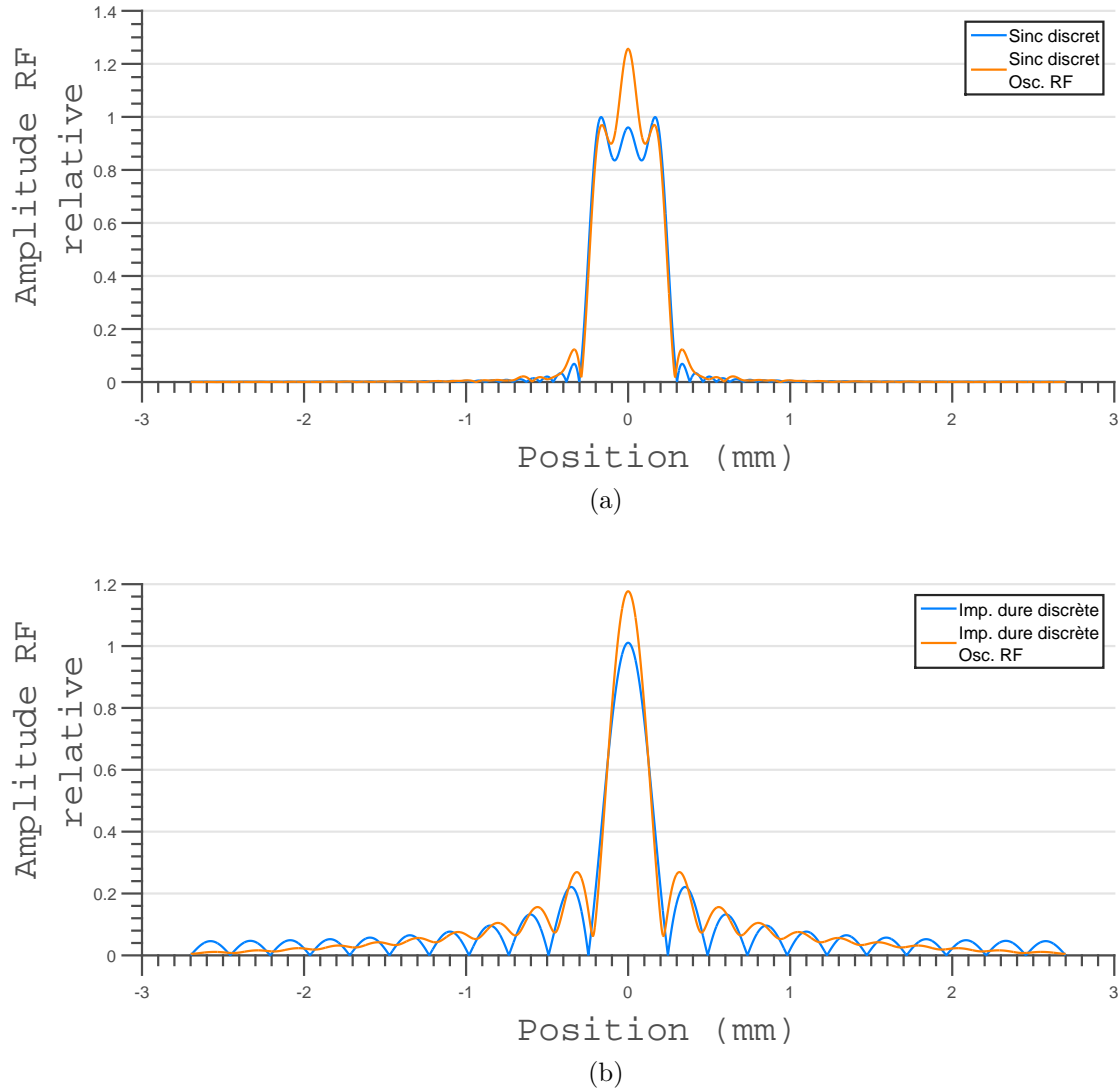 1.4
1.2
1
0.8
0.6
0.4
0.2
0
-3
-2
-1
0
1
2
3
Amplitude RF
relative
Position (mm)
Sinc discret
Sinc discret
Osc. RF
(a)
1.2
1
0.8
0.6
0.4
0.2
0
-3
-2
-1
0
1
2
3
Amplitude RF
relative
Position (mm)
Imp. dure discrète
Imp. dure discrète
Osc. RF
(b)